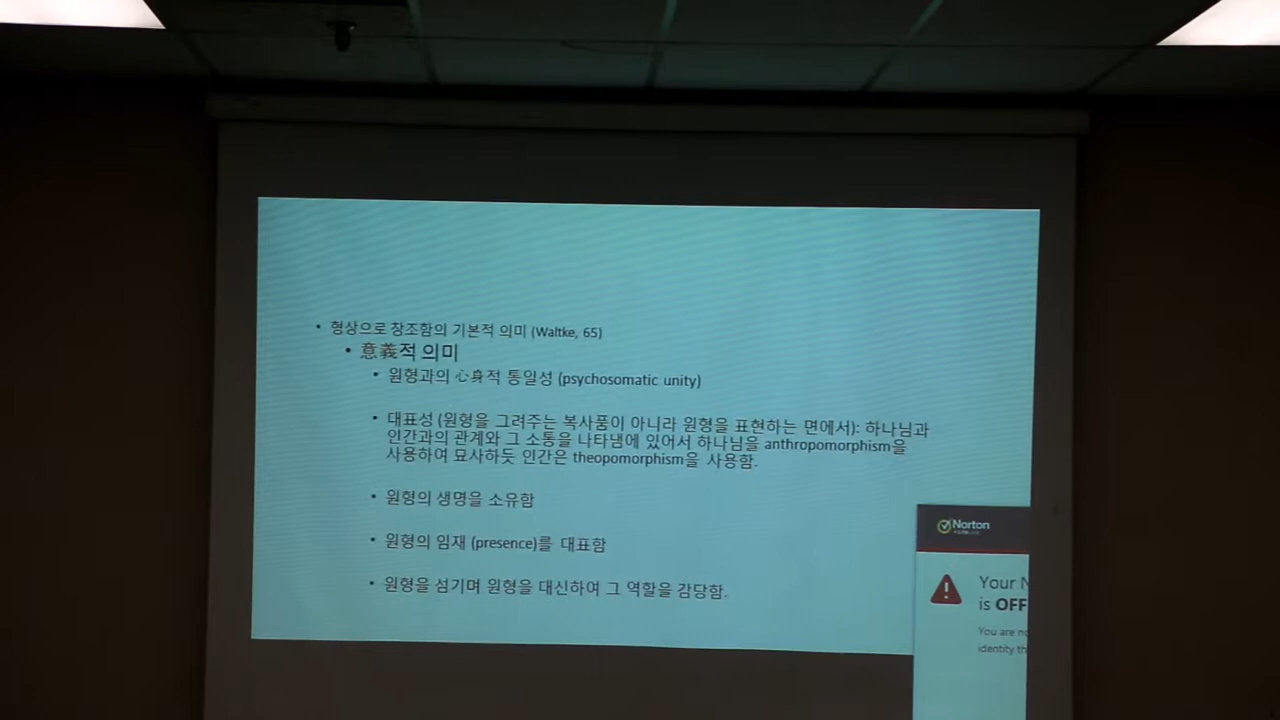 • 형상으로 창조함의 기본적 의미 (Waltke, 65)
• 意義적 의미
• 원형과의 心身적 통일성 (psychosomatic unity)
• 대표성 (원형을 그려주는 복사품이 아니라 원형을 표현하는 면에서): 하나님과
인간과의 관계와 그 소통을 나타냄에 있어서 하나님을 anthropomorphism을
사용하여 묘사하듯 인간은 theopomorphism을 사용함.
• 원형의 생명을 소유함
• 원형의 임재 (presence)를 대표함
• 원형을 섬기며 원형을 대신하여 그 역할을 감당함.
Norton
Your N
is OFF
You are no
identity th